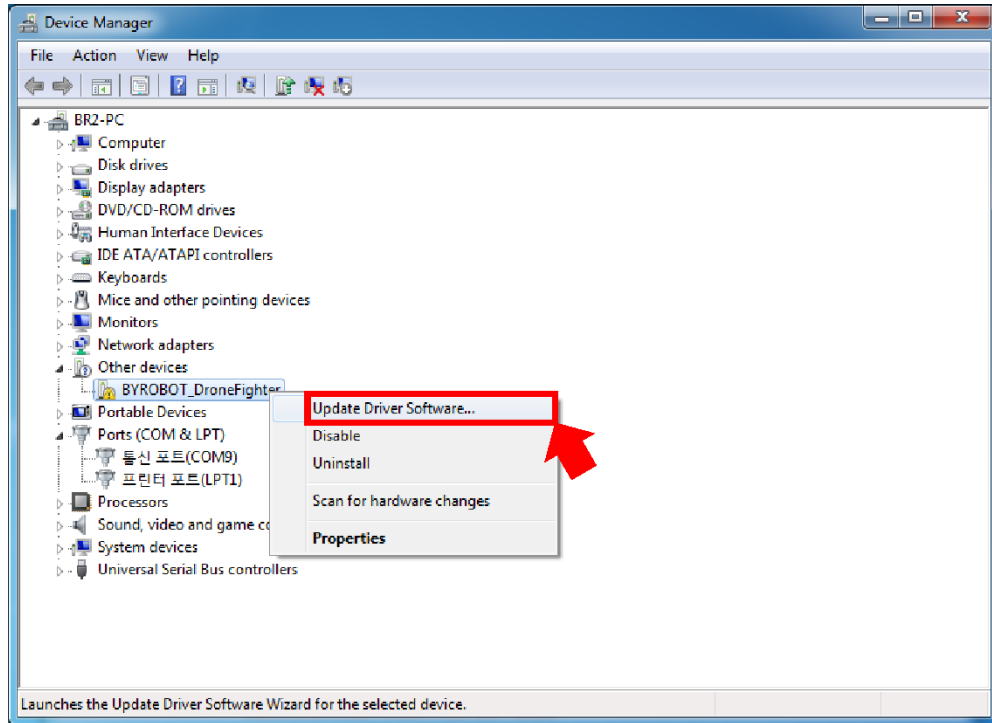 Device Manager
File Action View Help
BR2-PC
Computer
Disk drives
Display adapters
DVD/CD-ROM drives
Human Interface Devices
IDE ATA/ATAPI controllers
Keyboards
Mice and other pointing devices
Monitors
Network adapters
Other devices
BYROBOT_DroneFighter
Update Driver Software...
Portable Devices
Disable
Ports (COM & LPT)
통신 포트(COM9)
Uninstall
프린터 포트(LPT1)
Scan for hardware changes
Processors
Sound, video and game co
Properties
System devices
Universal Serial Bus controllers
Launches the Update Driver Software Wizard for the selected device.